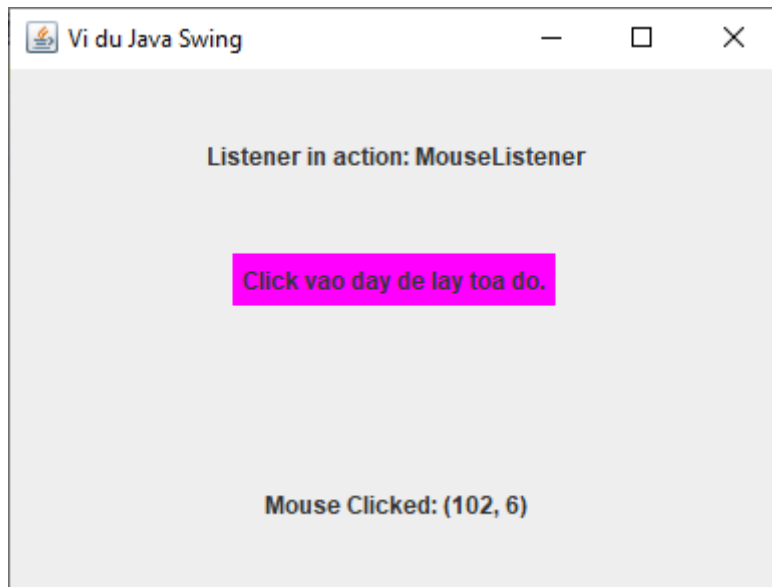 Vi du Java Swing
Listener in action: MouseListener
Click vao day de lay toa do.
Mouse Clicked: (102, 6)